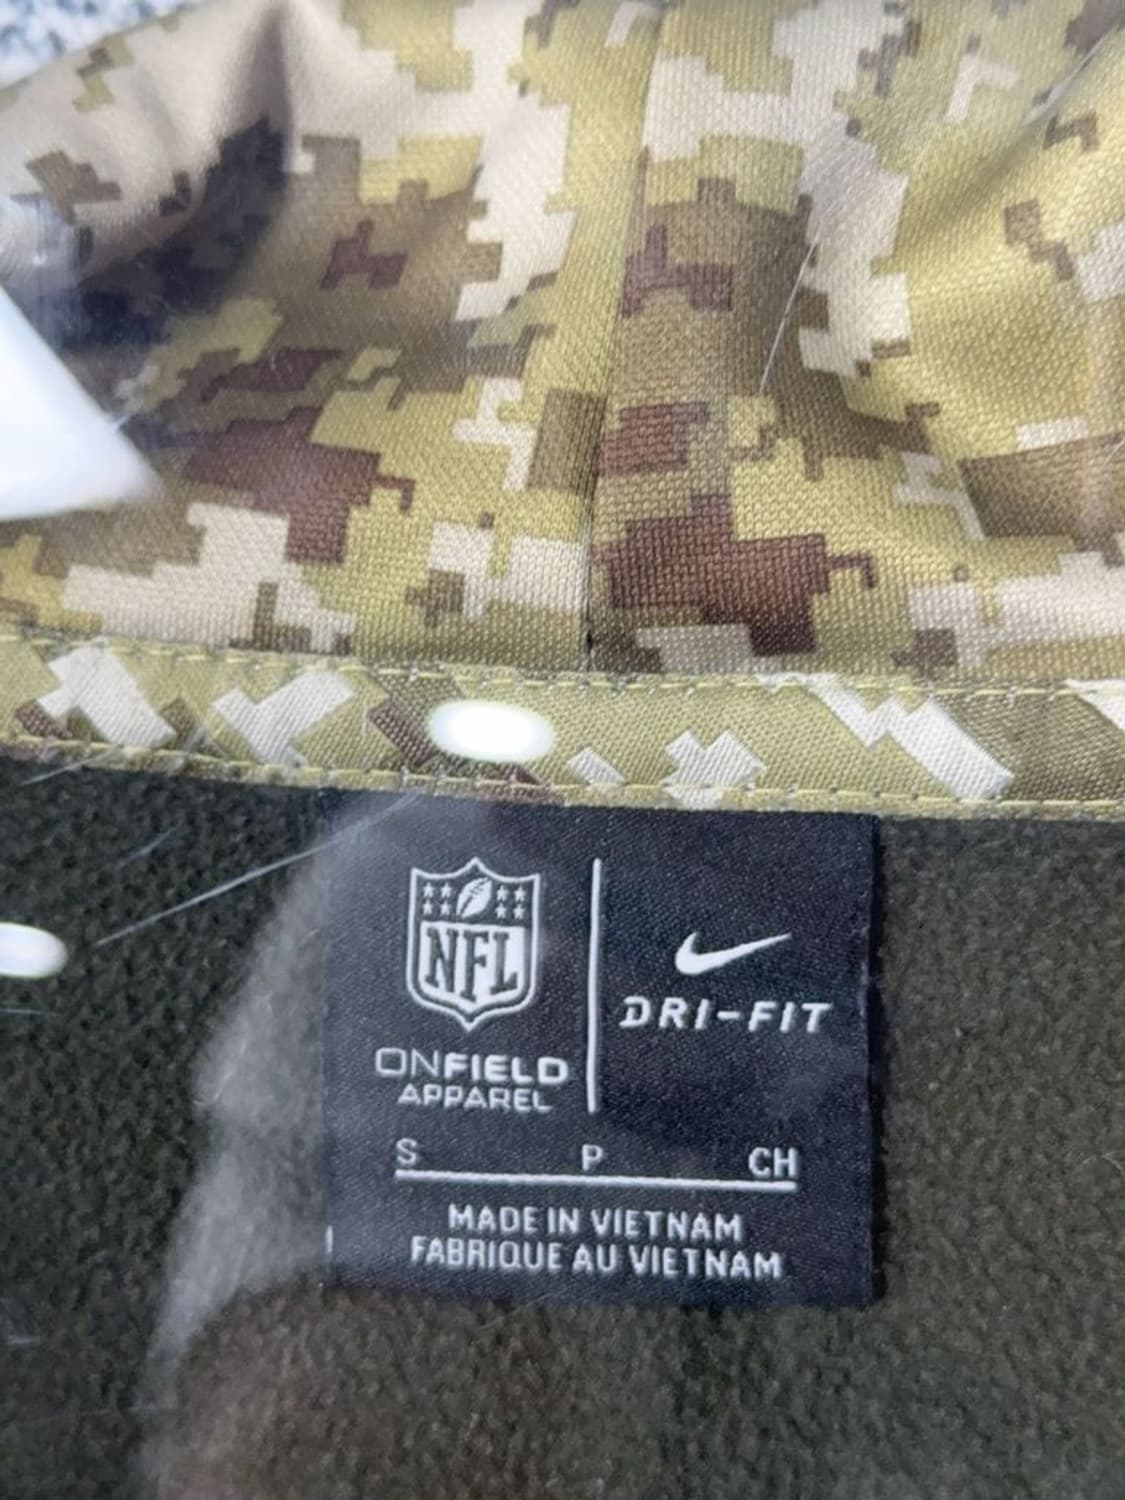 NFL
ONFIELD
APPAREL
DRI-FIT
S P CH
MADE IN VIETNAM
FABRIQUE AU VIETNAM